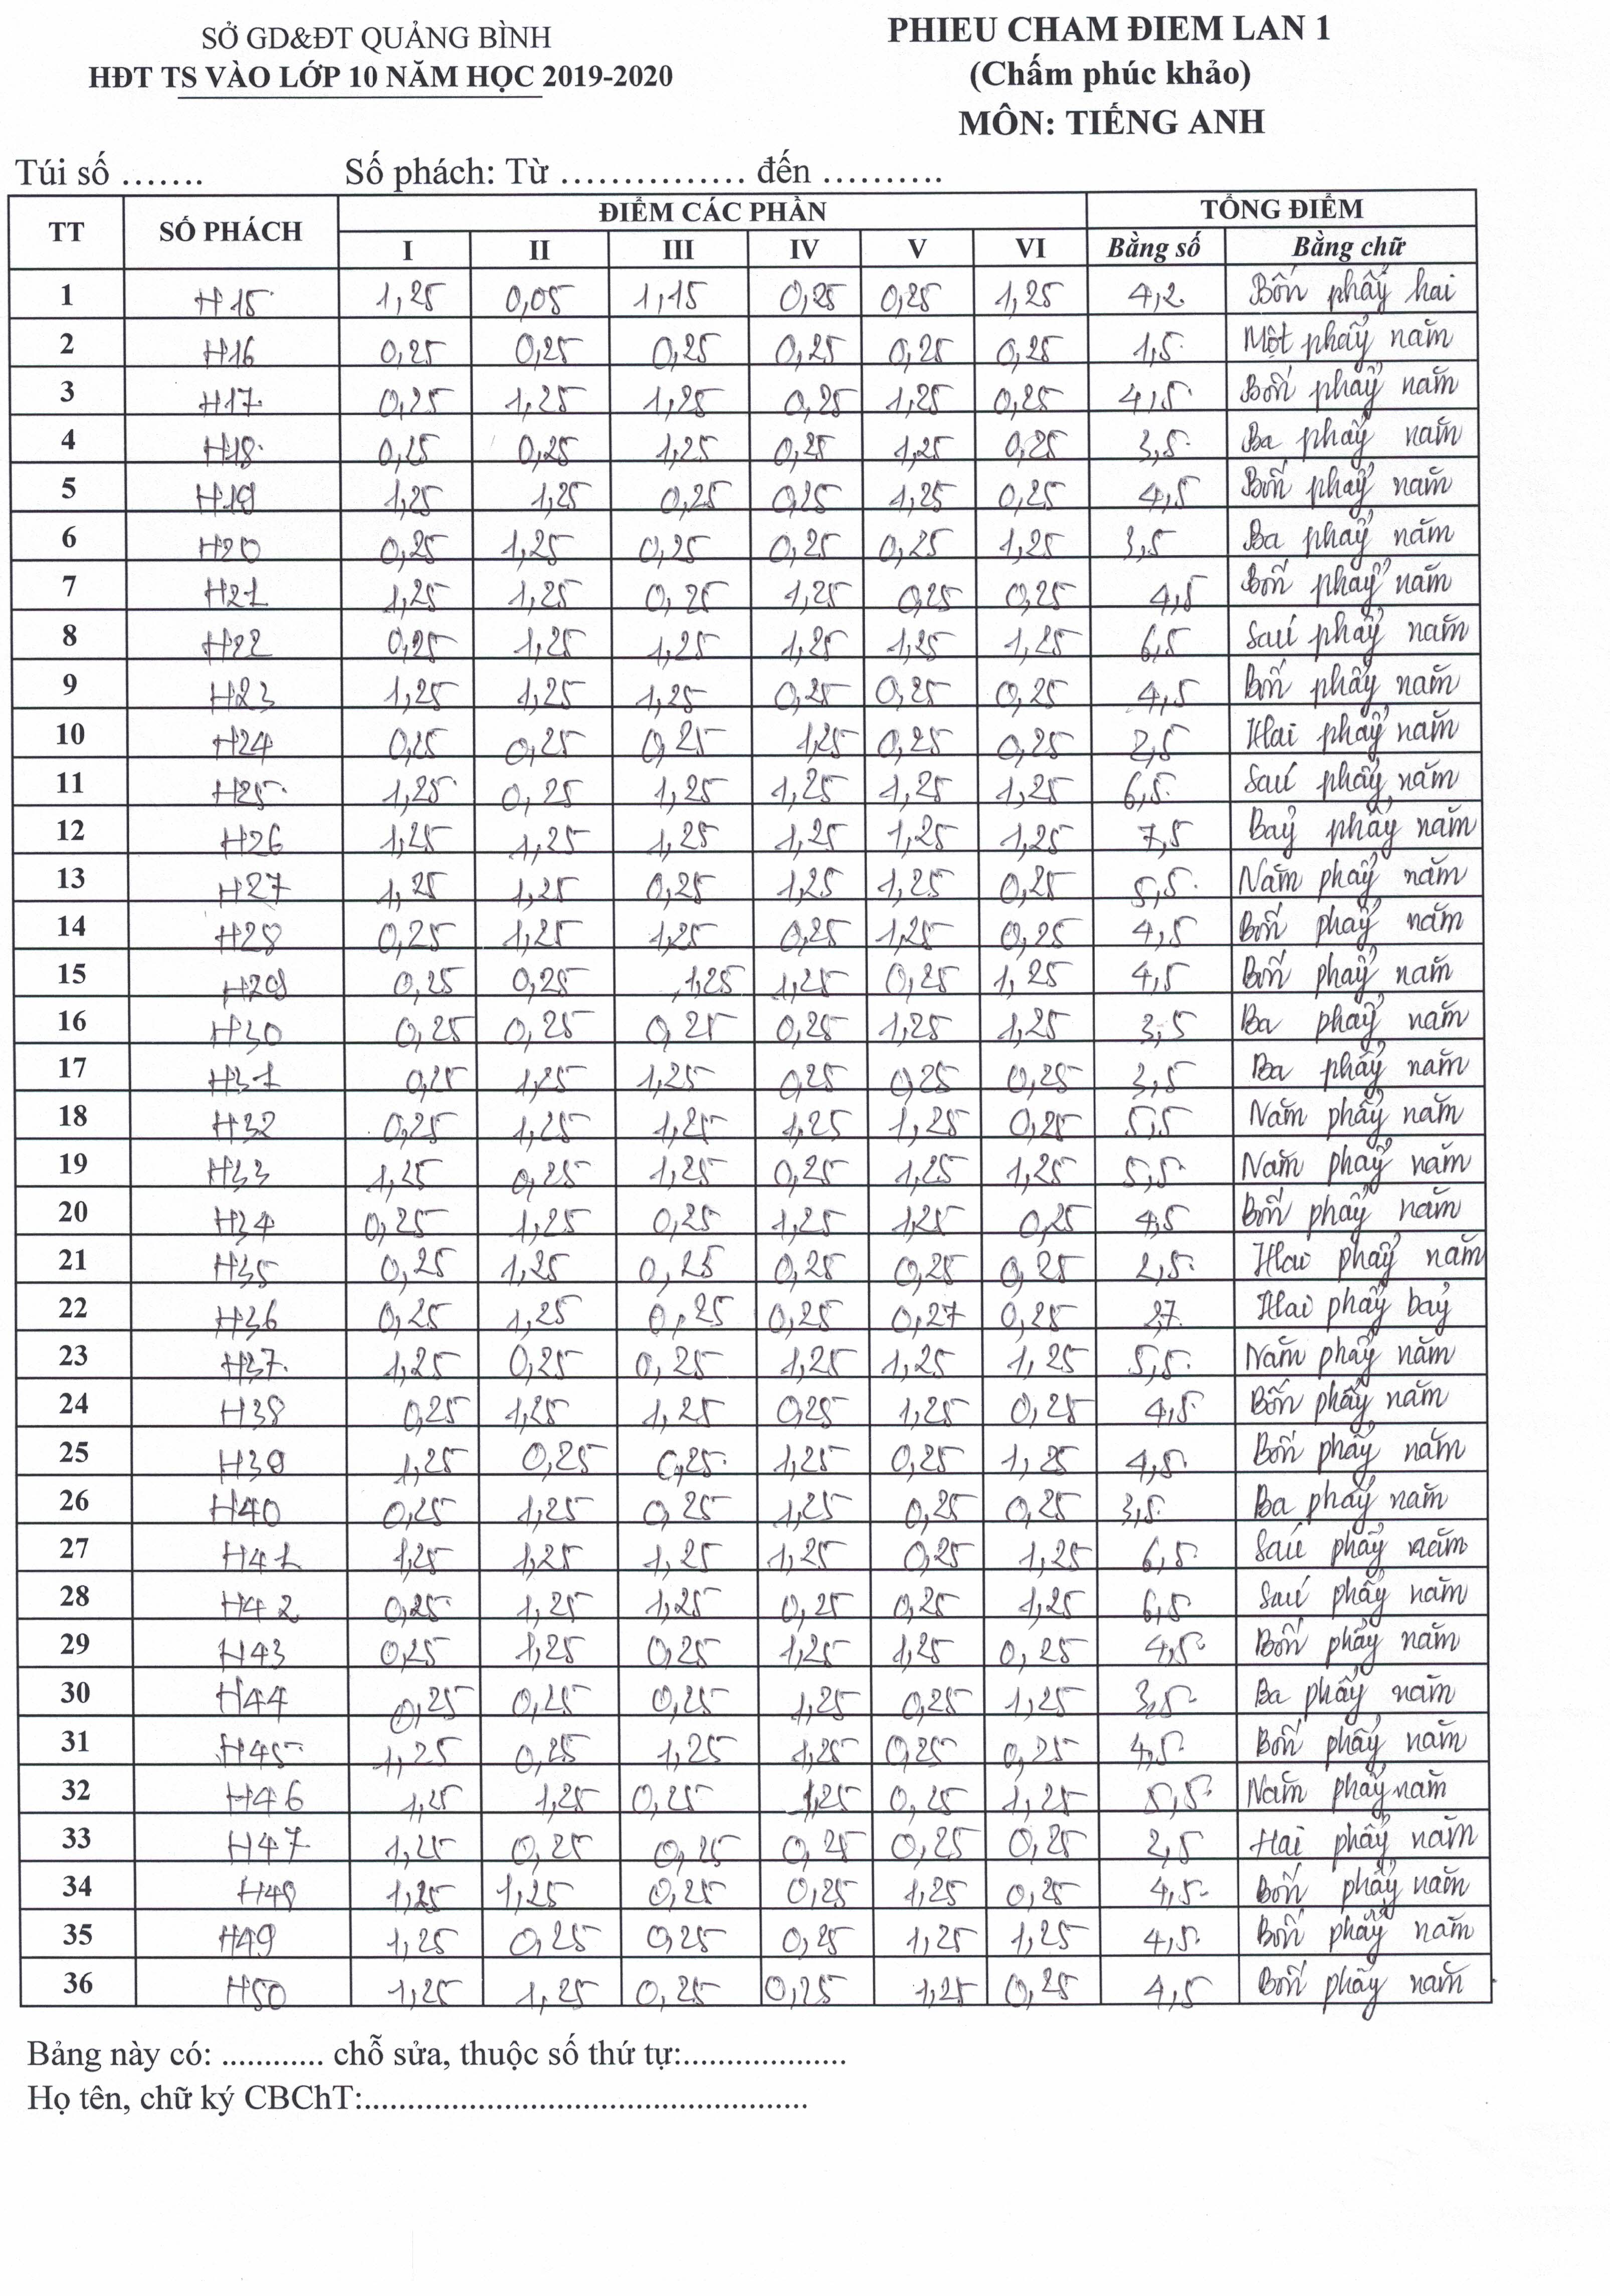 SỞ GD&ĐT QUẢNG BÌNH
HĐT TS VÀO LỚP 10 NĂM HỌC 2019-2020
PHIEU CHAM ĐIEM LAN 1
(Chấm phúc khảo)
MÔN: TIẾNG ANH
Túi số ....... Số phách: Từ ................ đến ..........
TT SỐ PHÁCH ĐIỂM CÁC PHẦN TỔNG ĐIỂM
I II III IV V VI Bằng số Bằng chữ
1 H15 1,25 0,05 1,15 0,25 0,25 1,25 4,2 Bốn phẩy hai
2 H16 0,25 0,25 0,25 0,25 0,25 0,25 1,5 Một phẩy năm
3 H17 0,25 1,25 1,25 0,25 1,25 0,25 4,5 Bốn phẩy năm
4 H18 0,25 0,25 1,25 0,25 1,25 0,25 3,5 Ba phẩy năm
5 H19 1,25 1,25 0,25 0,25 1,25 0,25 4,5 Bốn phẩy năm
6 H20 0,25 1,25 0,25 0,25 0,25 1,25 3,5 Ba phẩy năm
7 H21 1,25 1,25 0,25 1,25 0,25 0,25 4,5 Bốn phẩy năm
8 H22 0,25 1,25 1,25 1,25 1,25 1,25 6,5 Sáu phẩy năm
9 H23 1,25 1,25 1,25 0,25 0,25 0,25 4,5 Bốn phẩy năm
10 H24 0,25 0,25 0,25 1,25 0,25 0,25 2,5 Hai phẩy năm
11 H25 1,25 0,25 1,25 1,25 1,25 1,25 6,5 Sáu phẩy năm
12 H26 1,25 1,25 1,25 1,25 1,25 1,25 7,5 Bảy phẩy năm
13 H27 1,25 1,25 0,25 1,25 1,25 0,25 5,5 Năm phẩy năm
14 H28 0,25 1,25 1,25 0,25 1,25 0,25 4,5 Bốn phẩy năm
15 H29 0,25 0,25 1,25 1,25 0,25 1,25 4,5 Bốn phẩy năm
16 H30 0,25 0,25 0,25 0,25 1,25 1,25 3,5 Ba phẩy năm
17 H31 0,25 1,25 1,25 0,25 0,25 0,25 3,5 Ba phẩy năm
18 H32 0,25 1,25 1,25 1,25 1,25 0,25 5,5 Năm phẩy năm
19 H33 1,25 0,25 1,25 0,25 1,25 1,25 5,5 Năm phẩy năm
20 H34 0,25 1,25 0,25 1,25 1,25 0,25 4,5 Bốn phẩy năm
21 H35 0,25 1,25 0,25 0,25 0,25 0,25 2,5 Hai phẩy năm
22 H36 0,25 1,25 0,25 0,25 0,27 0,25 2,7 Hai phẩy bảy
23 H37 1,25 0,25 0,25 1,25 1,25 1,25 5,5 Năm phẩy năm
24 H38 0,25 1,25 1,25 0,25 1,25 0,25 4,5 Bốn phẩy năm
25 H39 1,25 0,25 0,25 1,25 0,25 1,25 4,5 Bốn phẩy năm
26 H40 0,25 1,25 0,25 1,25 0,25 0,25 3,5 Ba phẩy năm
27 H41 1,25 1,25 1,25 1,25 0,25 1,25 6,5 Sáu phẩy năm
28 H42 0,25 1,25 1,25 0,25 0,25 1,25 6,5 Sáu phẩy năm
29 H43 0,25 1,25 0,25 1,25 1,25 0,25 4,5 Bốn phẩy năm
30 H44 0,25 0,25 0,25 1,25 0,25 1,25 3,5 Ba phẩy năm
31 H45 1,25 0,25 1,25 1,25 0,25 0,25 4,5 Bốn phẩy năm
32 H46 1,25 1,25 0,25 1,25 0,25 1,25 5,5 Năm phẩy năm
33 H47 1,25 0,25 0,25 0,25 0,25 0,25 2,5 Hai phẩy năm
34 H48 1,25 1,25 0,25 0,25 1,25 0,25 4,5 Bốn phẩy năm
35 H49 1,25 0,25 0,25 0,25 1,25 1,25 4,5 Bốn phẩy năm
36 H50 1,25 1,25 0,25 0,25 1,25 0,25 4,5 Bốn phẩy năm
Bảng này có: ............ chỗ sửa, thuộc số thứ tự:...................
Họ tên, chữ ký CBChT:...................................................